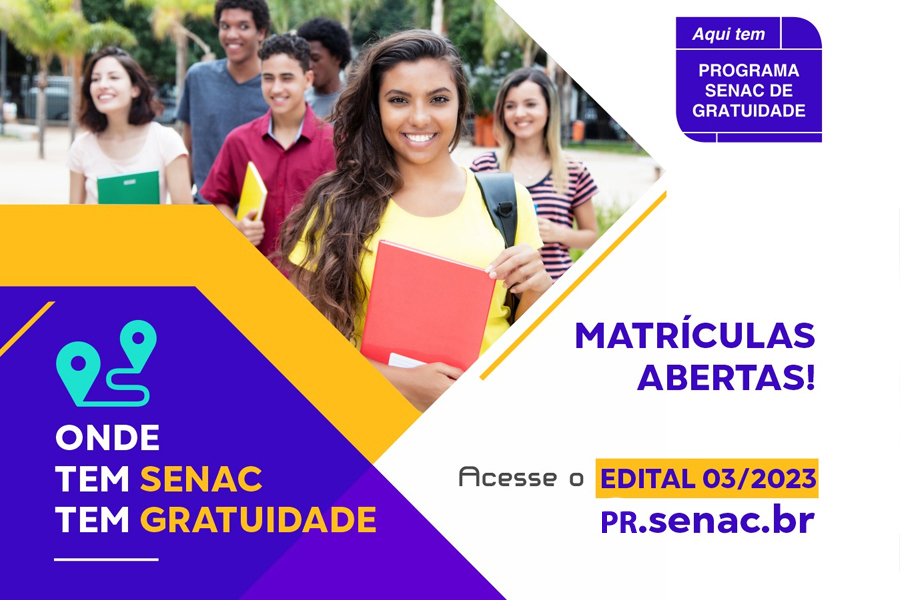 Aqui tem
PROGRAMA
SENAC DE
GRATUIDADE
MATRÍCULAS
ABERTAS!
ONDE
TEM SENAC
TEM GRATUIDADE
Acesse o EDITAL 03/2023
PR.senac.br